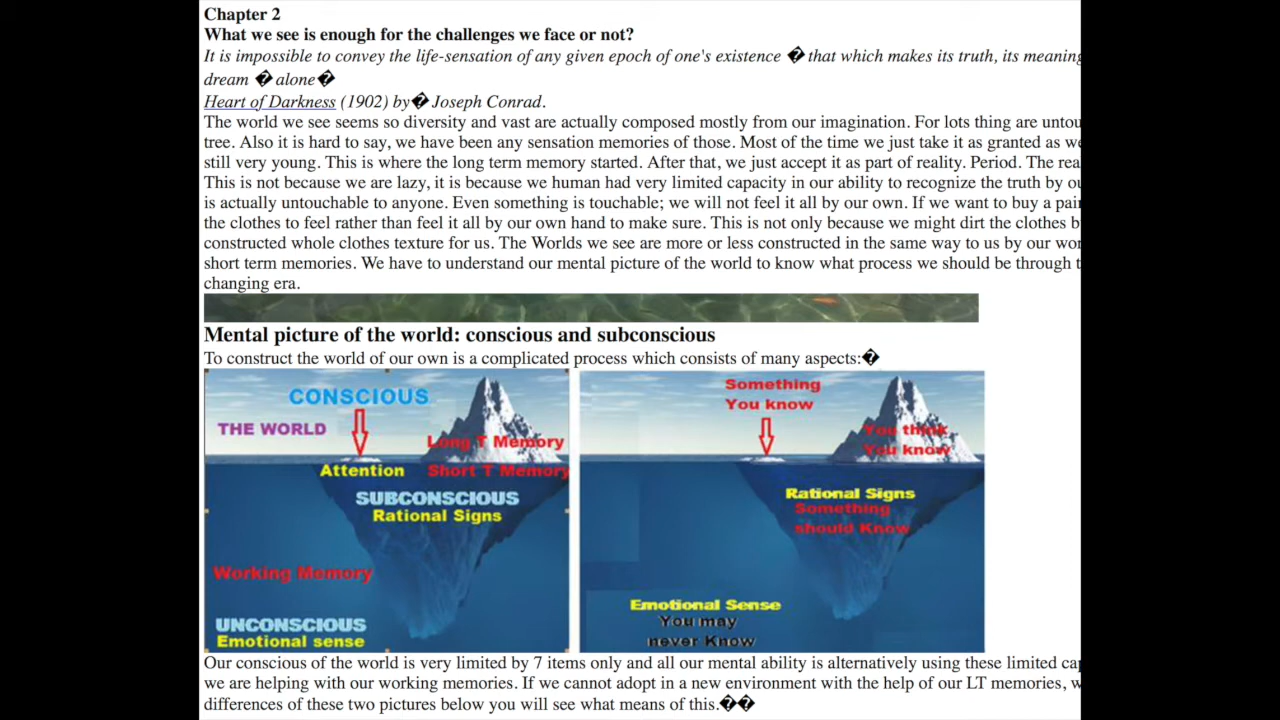 Chapter 2
What we see is enough for the challenges we face or not?
It is impossible to convey the life-sensation of any given epoch of one's existence � that which makes its truth, its meaning
dream � alone�
Heart of Darkness (1902) by� Joseph Conrad.
The world we see seems so diversity and vast are actually composed mostly from our imagination. For lots thing are untou
tree. Also it is hard to say, we have been any sensation memories of those. Most of the time we just take it as granted as we
still very young. This is where the long term memory started. After that, we just accept it as part of reality. Period. The rea
This is not because we are lazy, it is because we human had very limited capacity in our ability to recognize the truth by ou
is actually untouchable to anyone. Even something is touchable; we will not feel it all by our own. If we want to buy a pair
the clothes to feel rather than feel it all by our own hand to make sure. This is not only because we might dirt the clothes b
constructed whole clothes texture for us. The Worlds we see are more or less constructed in the same way to us by our wor
short term memories. We have to understand our mental picture of the world to know what process we should be through t
changing era.
Mental picture of the world: conscious and subconscious
To construct the world of our own is a complicated process which consists of many aspects:�
CONSCIOUS
THE WORLD
Long T Memory
Attention
Short T Memory
SUBCONSCIOUS
Rational Signs
Working Memory
UNCONSCIOUS
Emotional sense
Something
You know
You think
You know
Rational Signs
Something
should Know
Emotional Sense
You may
never Know
Our conscious of the world is very limited by 7 items only and all our mental ability is alternatively using these limited cap
we are helping with our working memories. If we cannot adopt in a new environment with the help of our LT memories, w
differences of these two pictures below you will see what means of this.��